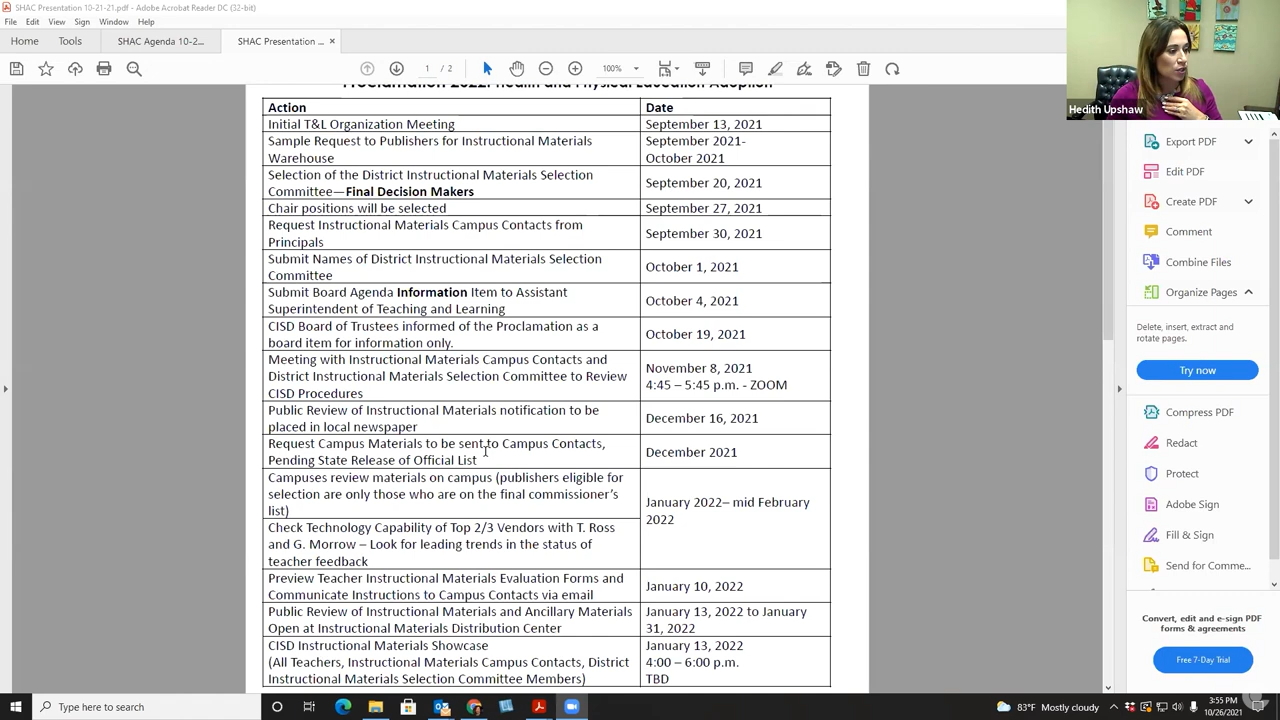 SHAC Presentation 10-21-21.pdf - Adobe Acrobat Reader DC (32-bit)
File Edit View Sign Window Help
Home Tools SHAC Agenda 10-2... SHAC Presentation ... ×
1 / 2 100%
Hedith Upshaw
Proclamation 2022: Health and Physical Education Adoption
Action Date
Initial T&L Organization Meeting September 13, 2021
Sample Request to Publishers for Instructional Materials September 2021-
Warehouse October 2021
Selection of the District Instructional Materials Selection
Committee—Final Decision Makers September 20, 2021
Chair positions will be selected September 27, 2021
Request Instructional Materials Campus Contacts from
Principals September 30, 2021
Submit Names of District Instructional Materials Selection
Committee October 1, 2021
Submit Board Agenda Information Item to Assistant
Superintendent of Teaching and Learning October 4, 2021
CISD Board of Trustees informed of the Proclamation as a
board item for information only. October 19, 2021
Meeting with Instructional Materials Campus Contacts and
District Instructional Materials Selection Committee to Review
CISD Procedures
November 8, 2021
4:45 – 5:45 p.m. - ZOOM
Public Review of Instructional Materials notification to be
placed in local newspaper December 16, 2021
Request Campus Materials to be sent to Campus Contacts,
Pending State Release of Official List December 2021
Campuses review materials on campus (publishers eligible for
selection are only those who are on the final commissioner's
list)
January 2022– mid February
2022
Check Technology Capability of Top 2/3 Vendors with T. Ross
and G. Morrow – Look for leading trends in the status of
teacher feedback
Preview Teacher Instructional Materials Evaluation Forms and
Communicate Instructions to Campus Contacts via email January 10, 2022
Public Review of Instructional Materials and Ancillary Materials January 13, 2022 to January
Open at Instructional Materials Distribution Center 31, 2022
CISD Instructional Materials Showcase January 13, 2022
(All Teachers, Instructional Materials Campus Contacts, District 4:00 – 6:00 p.m.
Instructional Materials Selection Committee Members) TBD
Export PDF
Edit PDF
Create PDF
Comment
Combine Files
Organize Pages
Delete, insert, extract and
rotate pages.
Try now
Compress PDF
Redact
Protect
Adobe Sign
Fill & Sign
Send for Comme...
Convert, edit and e-sign PDF
forms & agreements
Free 7-Day Trial
Type here to search
83°F Mostly cloudy
3:55 PM
10/26/2021